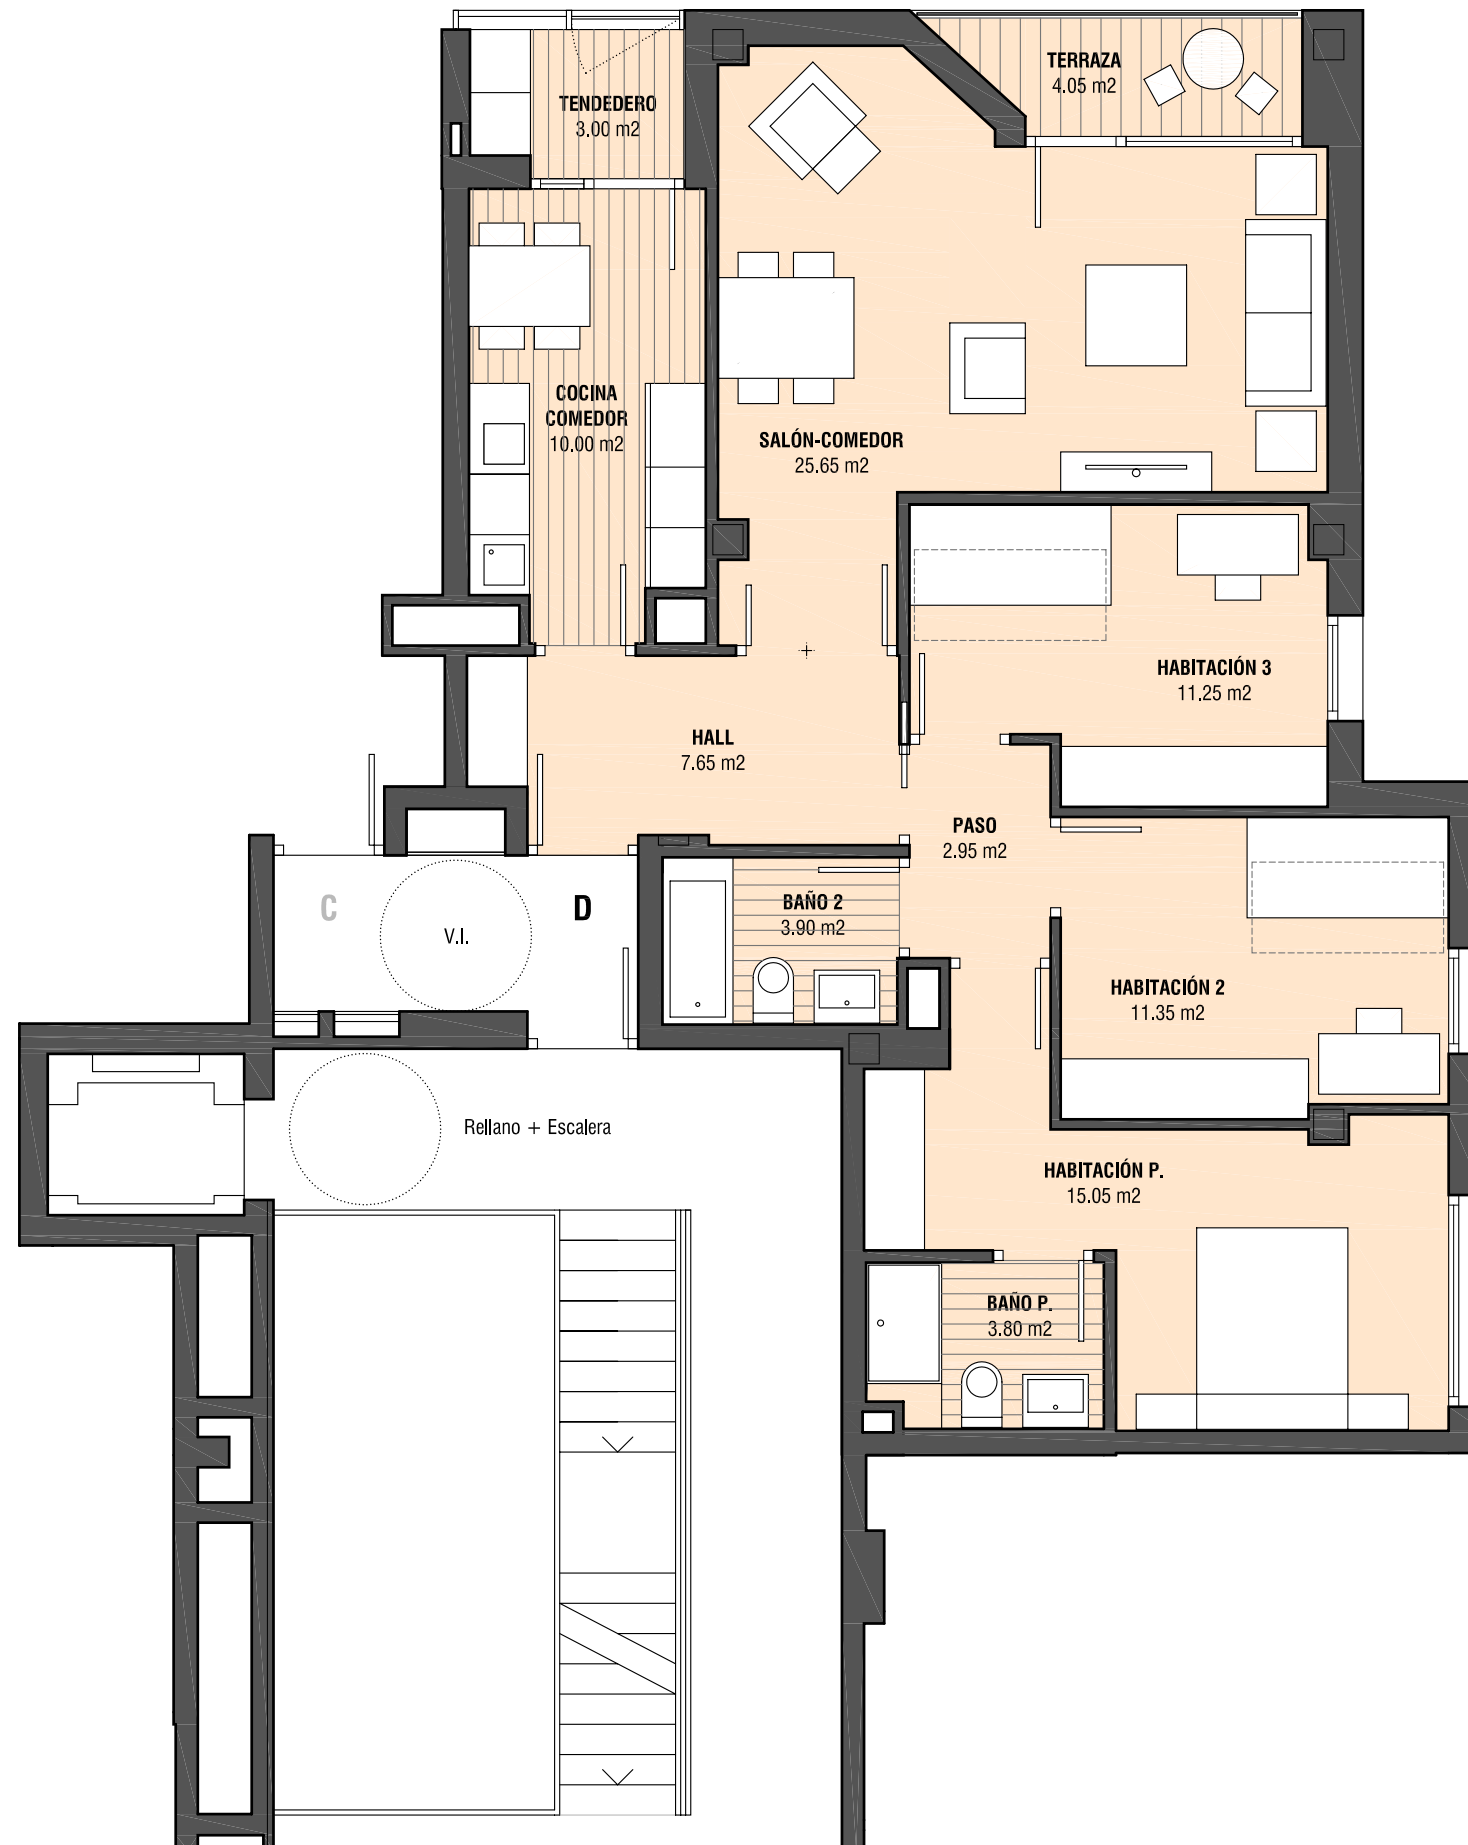 TERRAZA
4.05 m2
TENDEDERO
3.00 m2
COCINA
COMEDOR
10.00 m2
SALÓN-COMEDOR
25.65 m2
HABITACIÓN 3
11.25 m2
HALL
7.65 m2
PASO
2.95 m2
C
V.I.
D
BAÑO 2
3.90 m2
HABITACIÓN 2
11.35 m2
Rellano + Escalera
HABITACIÓN P.
15.05 m2
BAÑO P.
3.80 m2